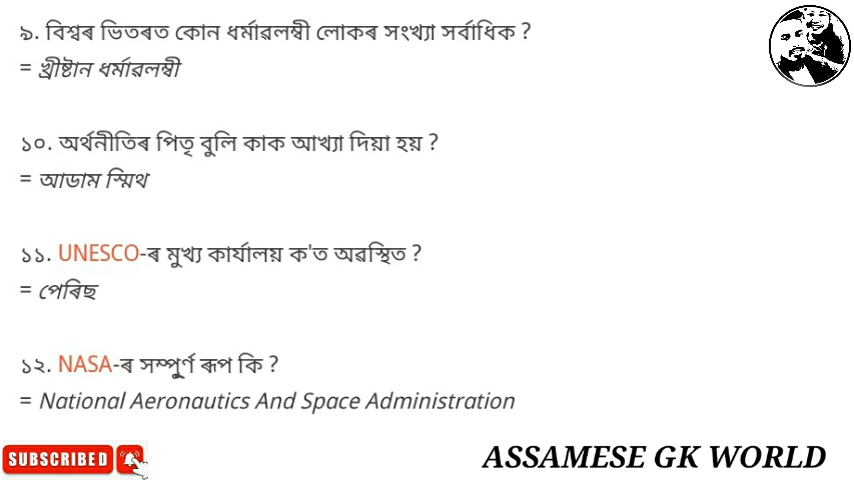 ৯. বিশ্বৰ ভিতৰত কোন ধৰ্মাৱলম্বী লোকৰ সংখ্যা সৰ্বাধিক ?
= খ্ৰীষ্টান ধৰ্মাৱলম্বী
১০. অৰ্থনীতিৰ পিতৃ বুলি কাক আখ্যা দিয়া হয় ?
= আডাম স্মিথ
১১. UNESCO-ৰ মুখ্য কাৰ্যালয় ক'ত অৱস্থিত ?
= পেৰিছ
১২. NASA-ৰ সম্পুৰ্ণ ৰূপ কি ?
= National Aeronautics And Space Administration
SUBSCRIBED
ASSAMESE GK WORLD